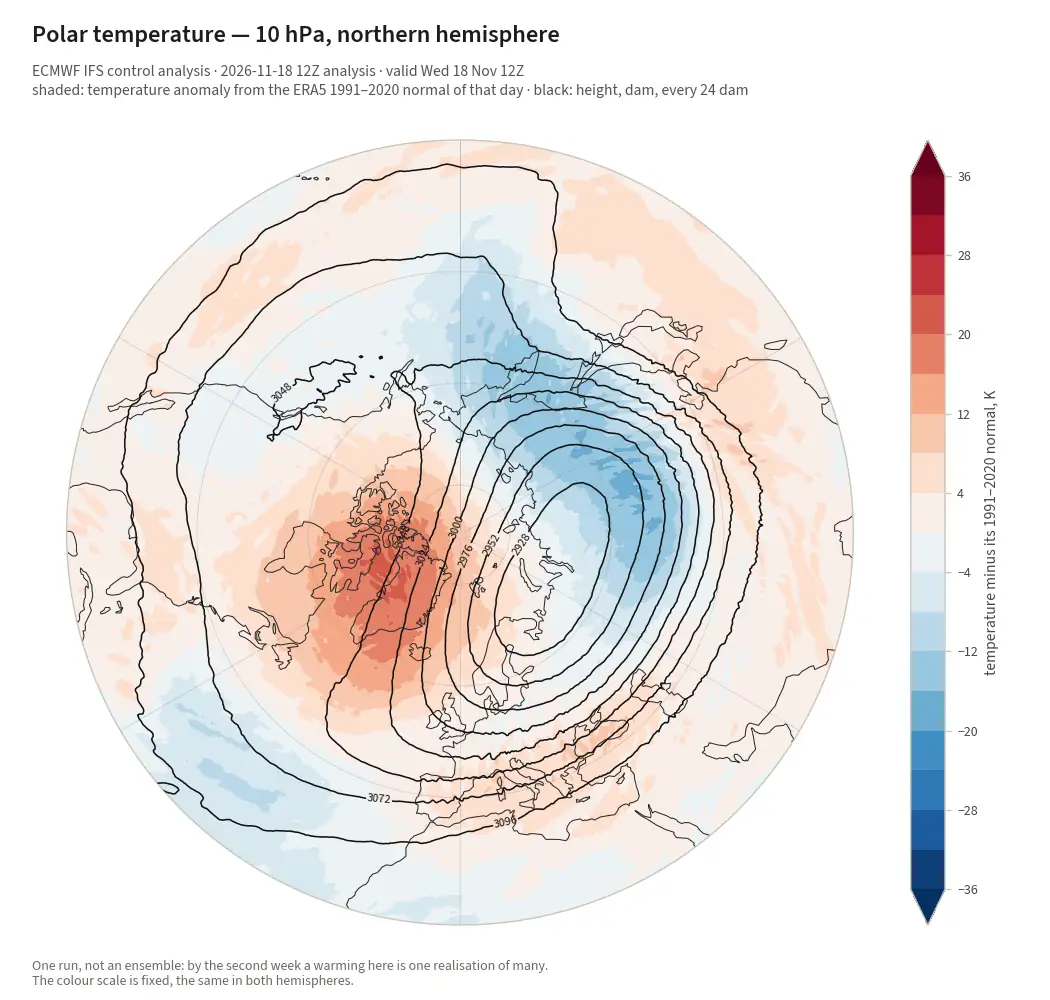 Polar temperature — 10 hPa, northern hemisphere
ECMWF IFS control analysis · 2026-11-18 12Z analysis · valid Wed 18 Nov 12Z
shaded: temperature anomaly from the ERA5 1991–2020 normal of that day · black: height, dam, every 24 dam
36
28
20
12
4
−4
−12
−20
−28
−36
temperature minus its 1991–2020 normal, K
3048
3000
2976
2952
2928
3072
3096
One run, not an ensemble: by the second week a warming here is one realisation of many.
The colour scale is fixed, the same in both hemispheres.